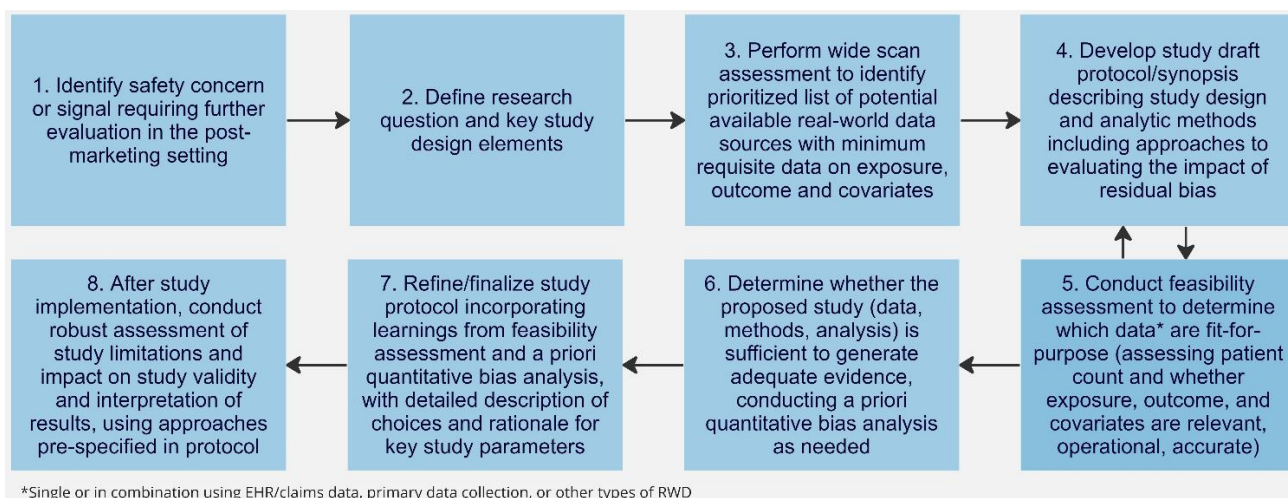 1. Identify safety concern
or signal requiring further
evaluation in the post-
marketing setting
2. Define research
question and key study
design elements
3. Perform wide scan
assessment to identify
prioritized list of potential
available real-world data
sources with minimum
requisite data on exposure,
outcome and covariates
4. Develop study draft
protocol/synopsis
describing study design
and analytic methods
including approaches to
evaluating the impact of
residual bias
5. Conduct feasibility
assessment to determine
which data* are fit-for-
purpose (assessing patient
count and whether
exposure, outcome, and
covariates are relevant,
operational, accurate)
6. Determine whether the
proposed study (data,
methods, analysis) is
sufficient to generate
adequate evidence,
conducting a priori
quantitative bias analysis
as needed
7. Refine/finalize study
protocol incorporating
learnings from feasibility
assessment and a priori
quantitative bias analysis,
with detailed description of
choices and rationale for
key study parameters
8. After study
implementation, conduct
robust assessment of
study limitations and
impact on study validity
and interpretation of
results, using approaches
pre-specified in protocol
*Single or in combination using EHR/claims data, primary data collection, or other types of RWD